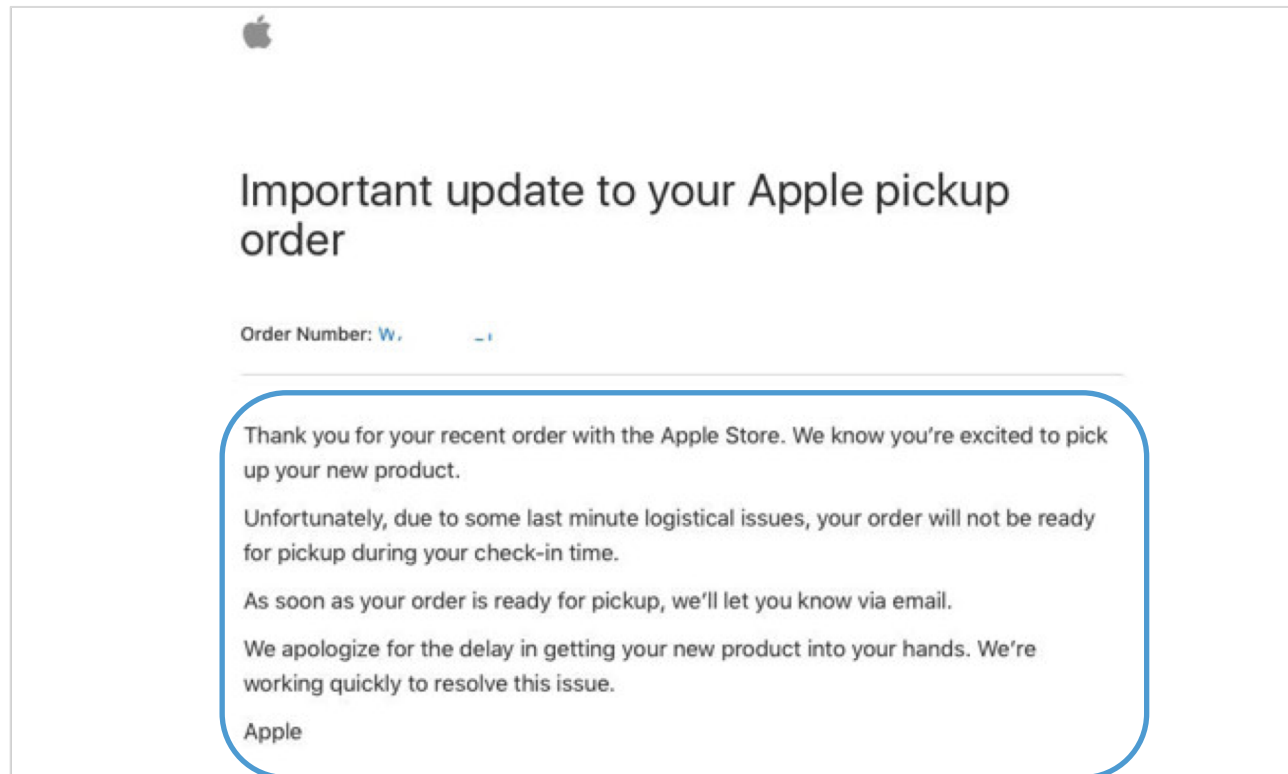 Important update to your Apple pickup
order
Order Number: W
Thank you for your recent order with the Apple Store. We know you’re excited to pick
up your new product.
Unfortunately, due to some last minute logistical issues, your order will not be ready
for pickup during your check-in time.
As soon as your order is ready for pickup, we’ll let you know via email.
We apologize for the delay in getting your new product into your hands. We’re
working quickly to resolve this issue.
Apple